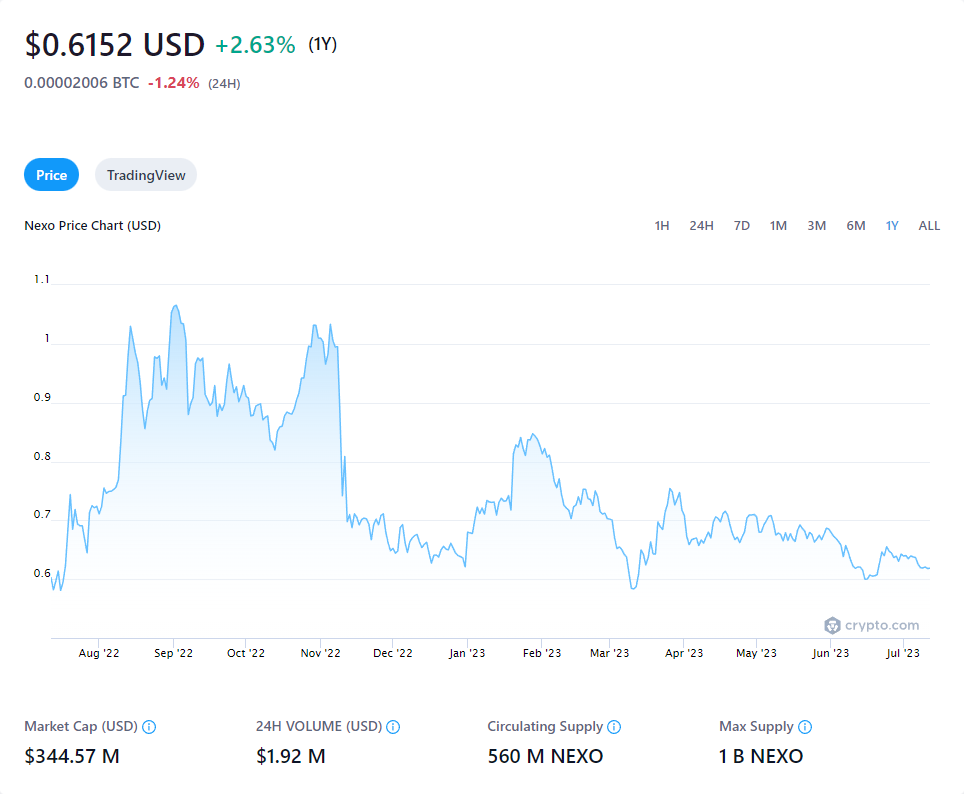 $0.6152 USD +2.63% (1Y)
0.00002006 BTC -1.24% (24H)
Price TradingView
Nexo Price Chart (USD) 1H 24H 7D 1M 3M 6M 1Y ALL
1.1
1
0.9
0.8
0.7
0.6
crypto.com
Aug '22 Sep '22 Oct '22 Nov '22 Dec '22 Jan '23 Feb '23 Mar '23 Apr '23 May '23 Jun '23 Jul '23
Market Cap (USD) 24H VOLUME (USD) Circulating Supply Max Supply
$344.57 M $1.92 M 560 M NEXO 1 B NEXO